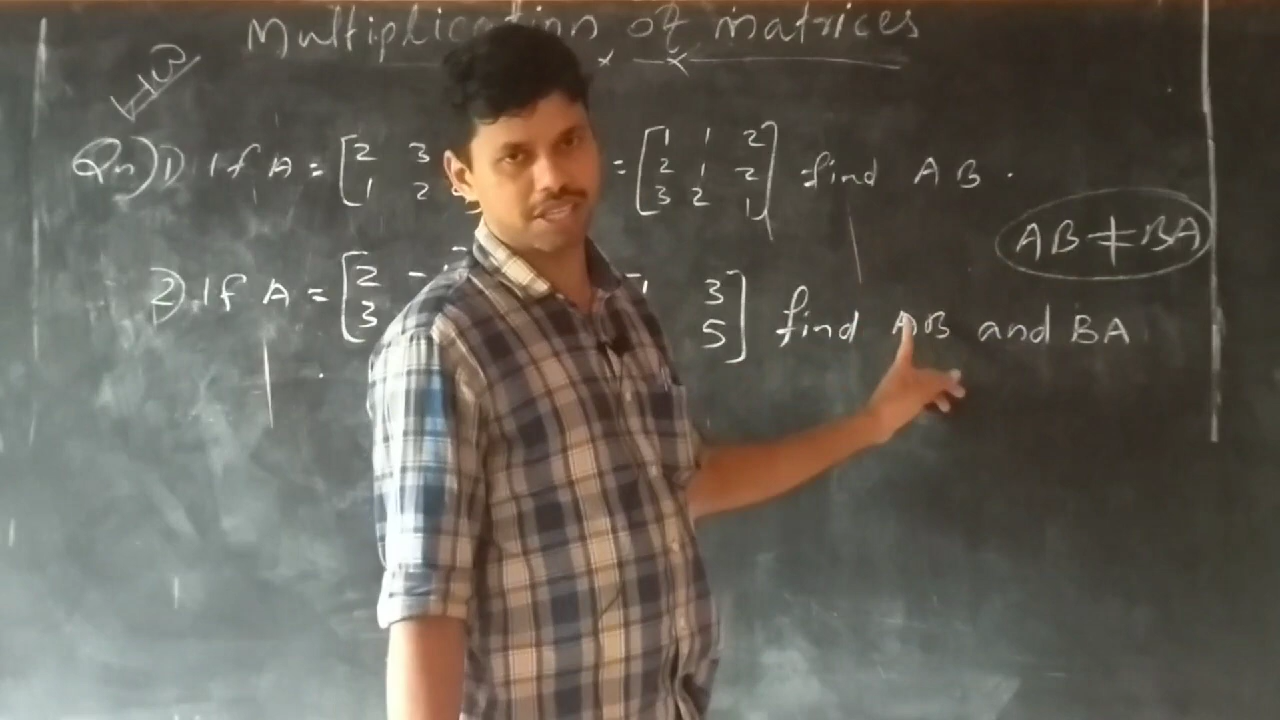 Multiplication of matrices
HW
Qn) 1) If A = [2 3
1 2
= [1 1 2
2 1 2
3 2 1] find AB.
AB ≠ BA
2) If A = [2 -
3
3
5] find AB and BA